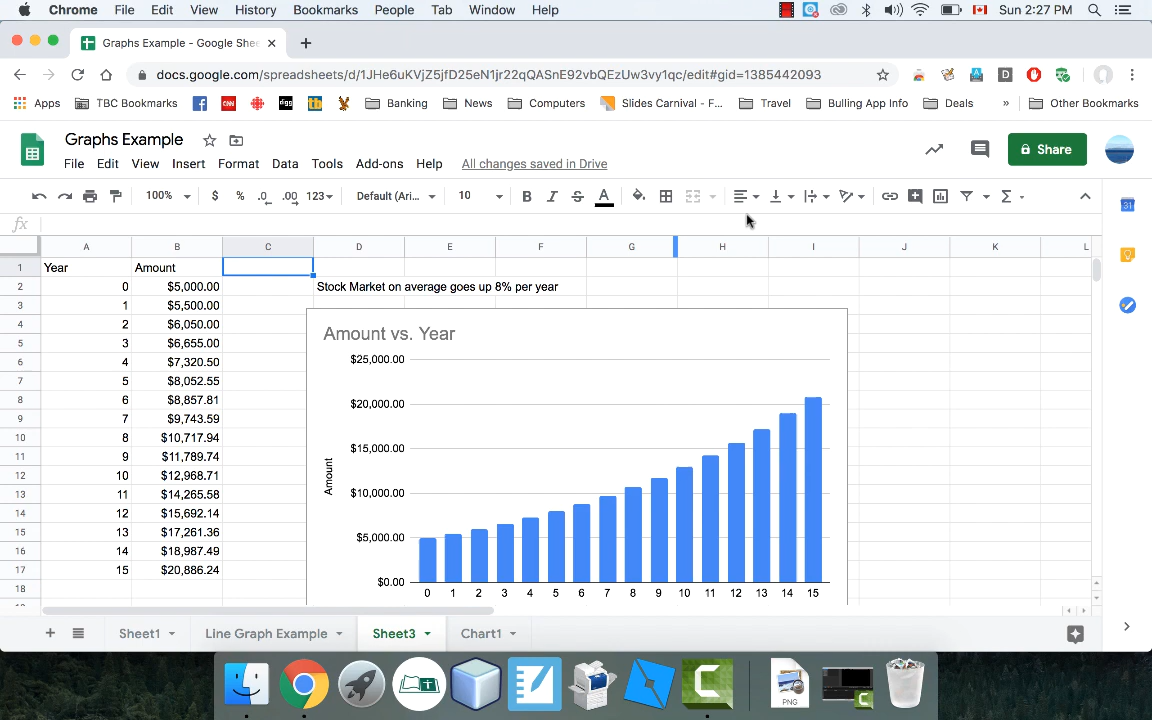 Chrome File Edit View History Bookmarks People Tab Window Help Sun 2:27 PM
Graphs Example - Google Shee
docs.google.com/spreadsheets/d/1JHe6uKVjZ5jfD25eN1jr22qQASnE92vbQEzUw3vy1qc/edit#gid=1385442093
Apps TBC Bookmarks CNN digg tb Banking News Computers Slides Carnival - F... Travel Bulling App Info Deals » Other Bookmarks
Graphs Example
File Edit View Insert Format Data Tools Add-ons Help All changes saved in Drive
Share
100% $ % .0 .00 123 Default (Ari... 10 B I S A
fx
A B C D E F G H I J K L
1 Year Amount
2 0 $5,000.00 Stock Market on average goes up 8% per year
3 1 $5,500.00
4 2 $6,050.00
5 3 $6,655.00
6 4 $7,320.50
7 5 $8,052.55
8 6 $8,857.81
9 7 $9,743.59
10 8 $10,717.94
11 9 $11,789.74
12 10 $12,968.71
13 11 $14,265.58
14 12 $15,692.14
15 13 $17,261.36
16 14 $18,987.49
17 15 $20,886.24
18
Amount vs. Year
$25,000.00
$20,000.00
$15,000.00
$10,000.00
$5,000.00
$0.00
Amount
0 1 2 3 4 5 6 7 8 9 10 11 12 13 14 15
Sheet1 Line Graph Example Sheet3 Chart1
31
PNG